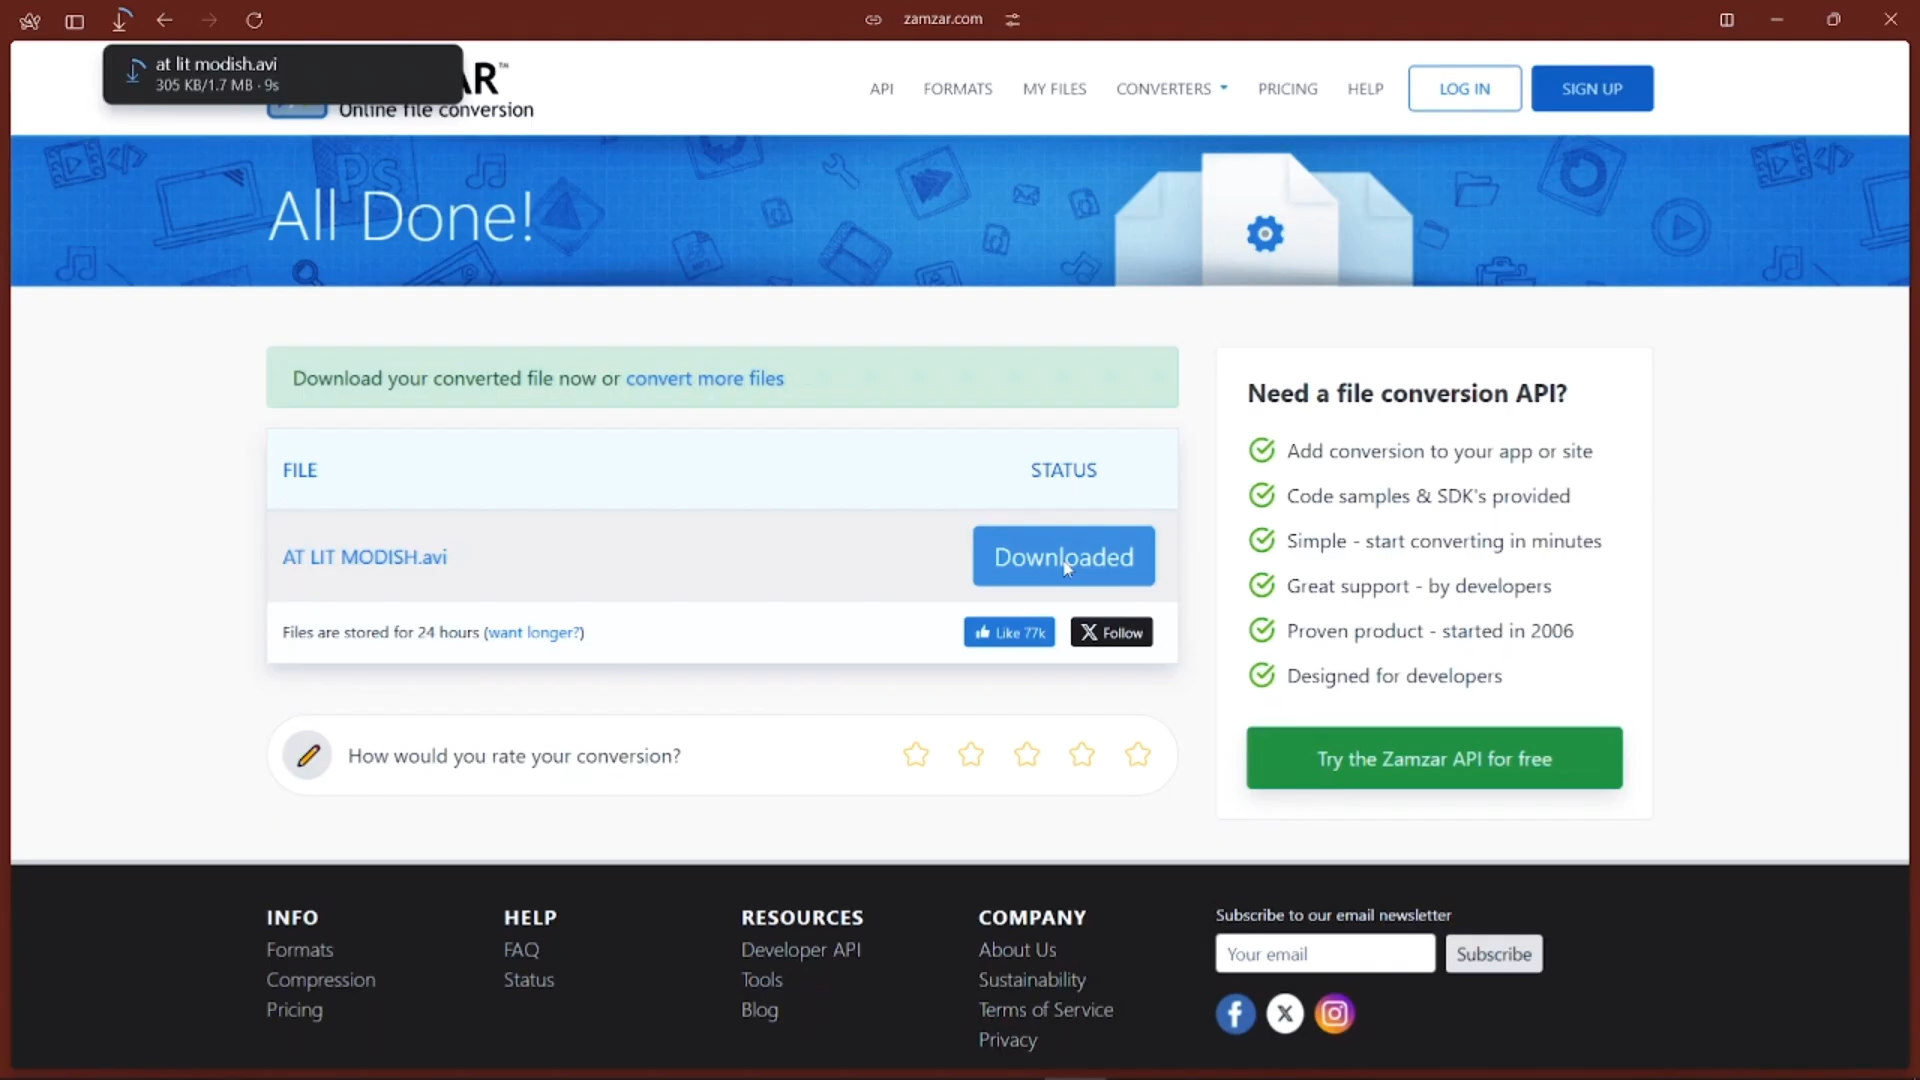 zamzar.com
at lit modish.avi
305 KB/1.7 MB · 9s
AR™
Online file conversion
API
FORMATS
MY FILES
CONVERTERS
PRICING
HELP
LOG IN
SIGN UP
All Done!
Download your converted file now or convert more files
FILE
STATUS
AT LIT MODISH.avi
Downloaded
Files are stored for 24 hours (want longer?)
Like 77k
X Follow
How would you rate your conversion?
Need a file conversion API?
Add conversion to your app or site
Code samples & SDK's provided
Simple - start converting in minutes
Great support - by developers
Proven product - started in 2006
Designed for developers
Try the Zamzar API for free
INFO
Formats
Compression
Pricing
HELP
FAQ
Status
RESOURCES
Developer API
Tools
Blog
COMPANY
About Us
Sustainability
Terms of Service
Privacy
Subscribe to our email newsletter
Your email
Subscribe